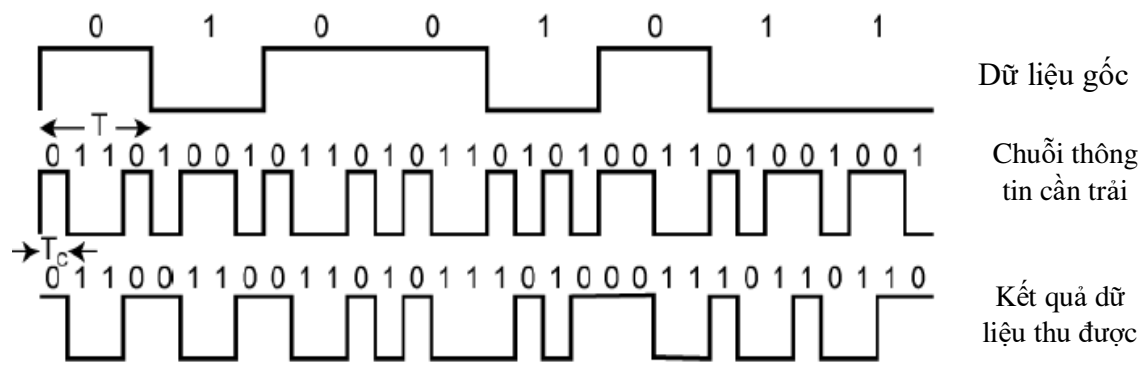 0 1 0 0 1 0 1 1
Dữ liệu gốc
T
0 1 1 0 1 0 0 1 0 1 1 0 1 0 1 1 0 1 0 1 0 0 1 1 0 1 0 0 1 0 0 1
Chuỗi thông
tin cần trải
Tc
0 1 1 0 0 1 1 0 0 1 1 0 1 0 1 1 1 0 1 0 0 0 1 1 1 0 1 1 0 1 1 0
Kết quả dữ
liệu thu được